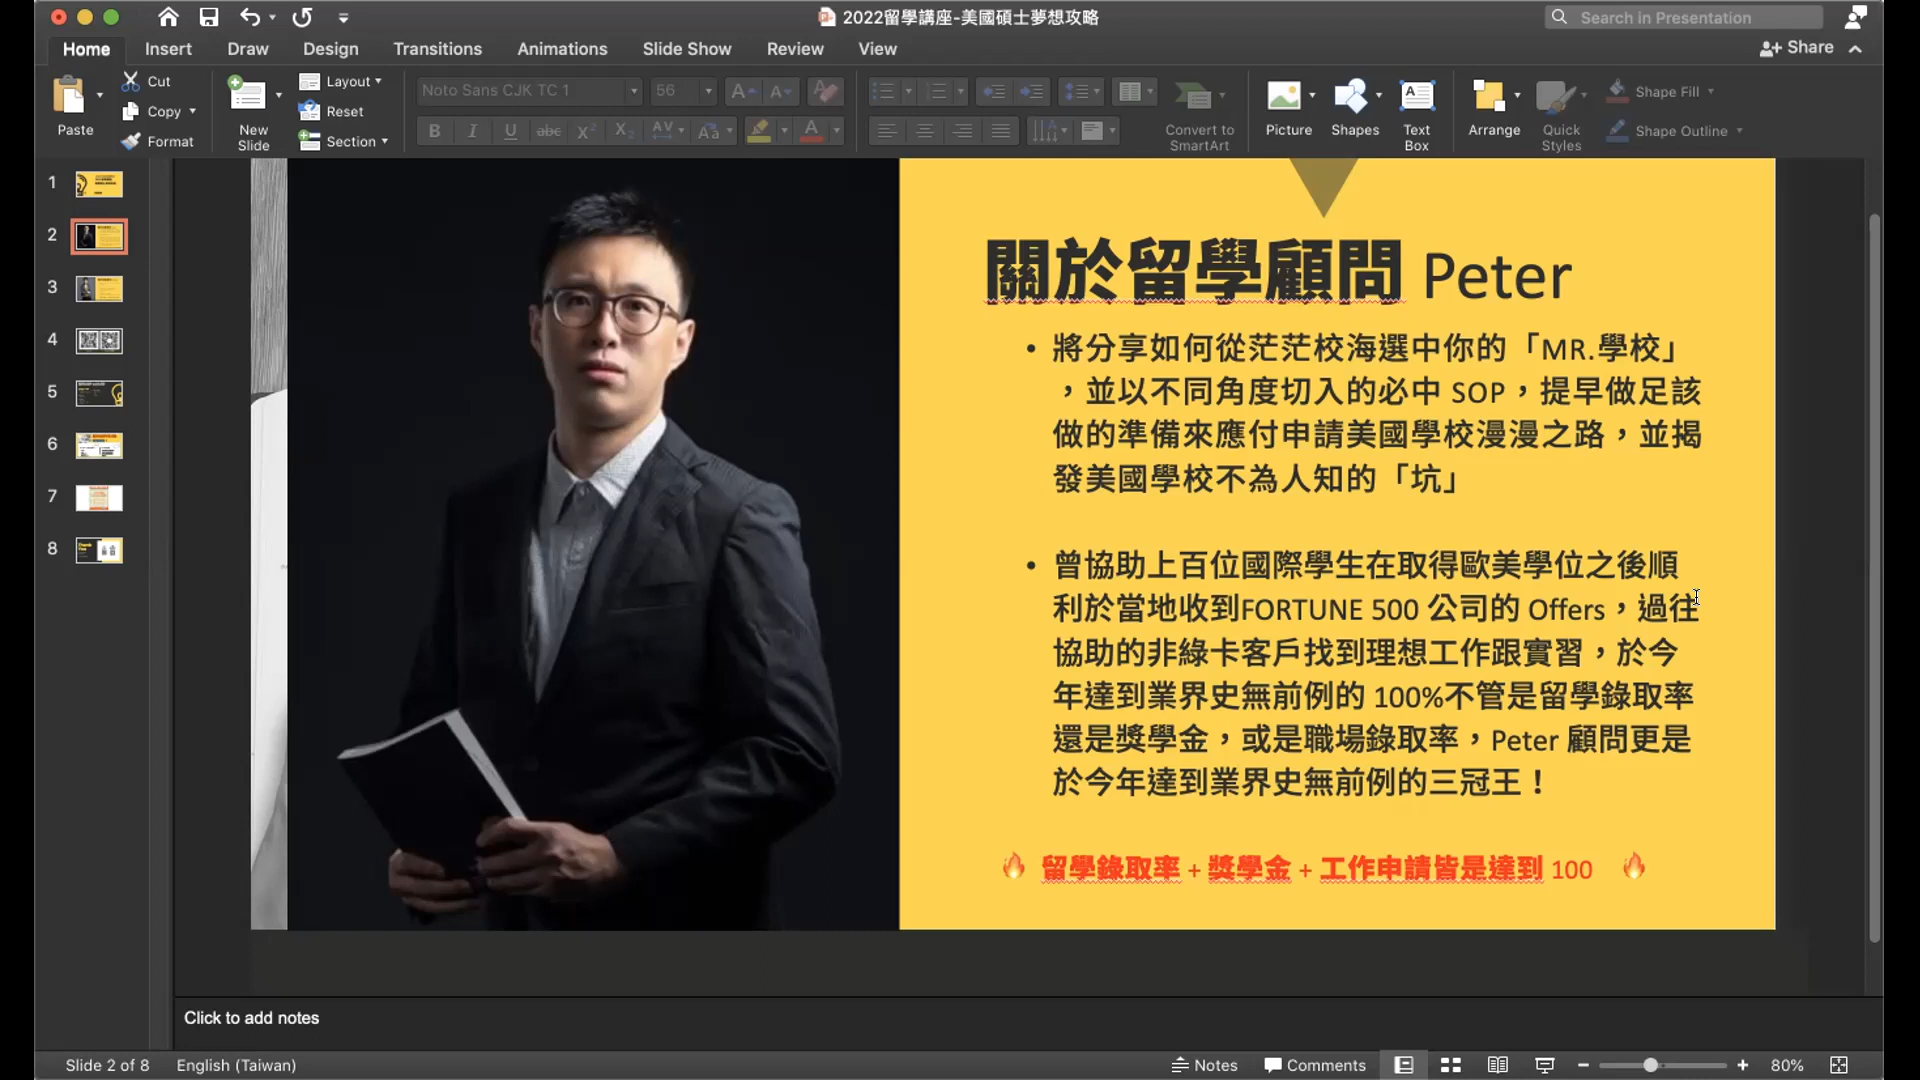 2022留學講座-美國碩士夢想攻略
Search in Presentation
Home Insert Draw Design Transitions Animations Slide Show Review View
Share
Paste
Cut
Copy
Format
New Slide
Layout
Reset
Section
Noto Sans CJK TC 1
56
Convert to SmartArt
Picture
Shapes
Text Box
Arrange
Quick Styles
Shape Fill
Shape Outline
1
2
3
4
5
6
7
8
關於留學顧問 Peter
• 將分享如何從茫茫校海選中你的「MR.學校」
，並以不同角度切入的必中 SOP，提早做足該
做的準備來應付申請美國學校漫漫之路，並揭
發美國學校不為人知的「坑」
• 曾協助上百位國際學生在取得歐美學位之後順
利於當地收到FORTUNE 500 公司的 Offers，過往
協助的非綠卡客戶找到理想工作跟實習，於今
年達到業界史無前例的 100%不管是留學錄取率
還是獎學金，或是職場錄取率，Peter 顧問更是
於今年達到業界史無前例的三冠王！
🔥 留學錄取率 + 獎學金 + 工作申請皆是達到 100 🔥
Click to add notes
Slide 2 of 8 English (Taiwan)
Notes Comments 80%